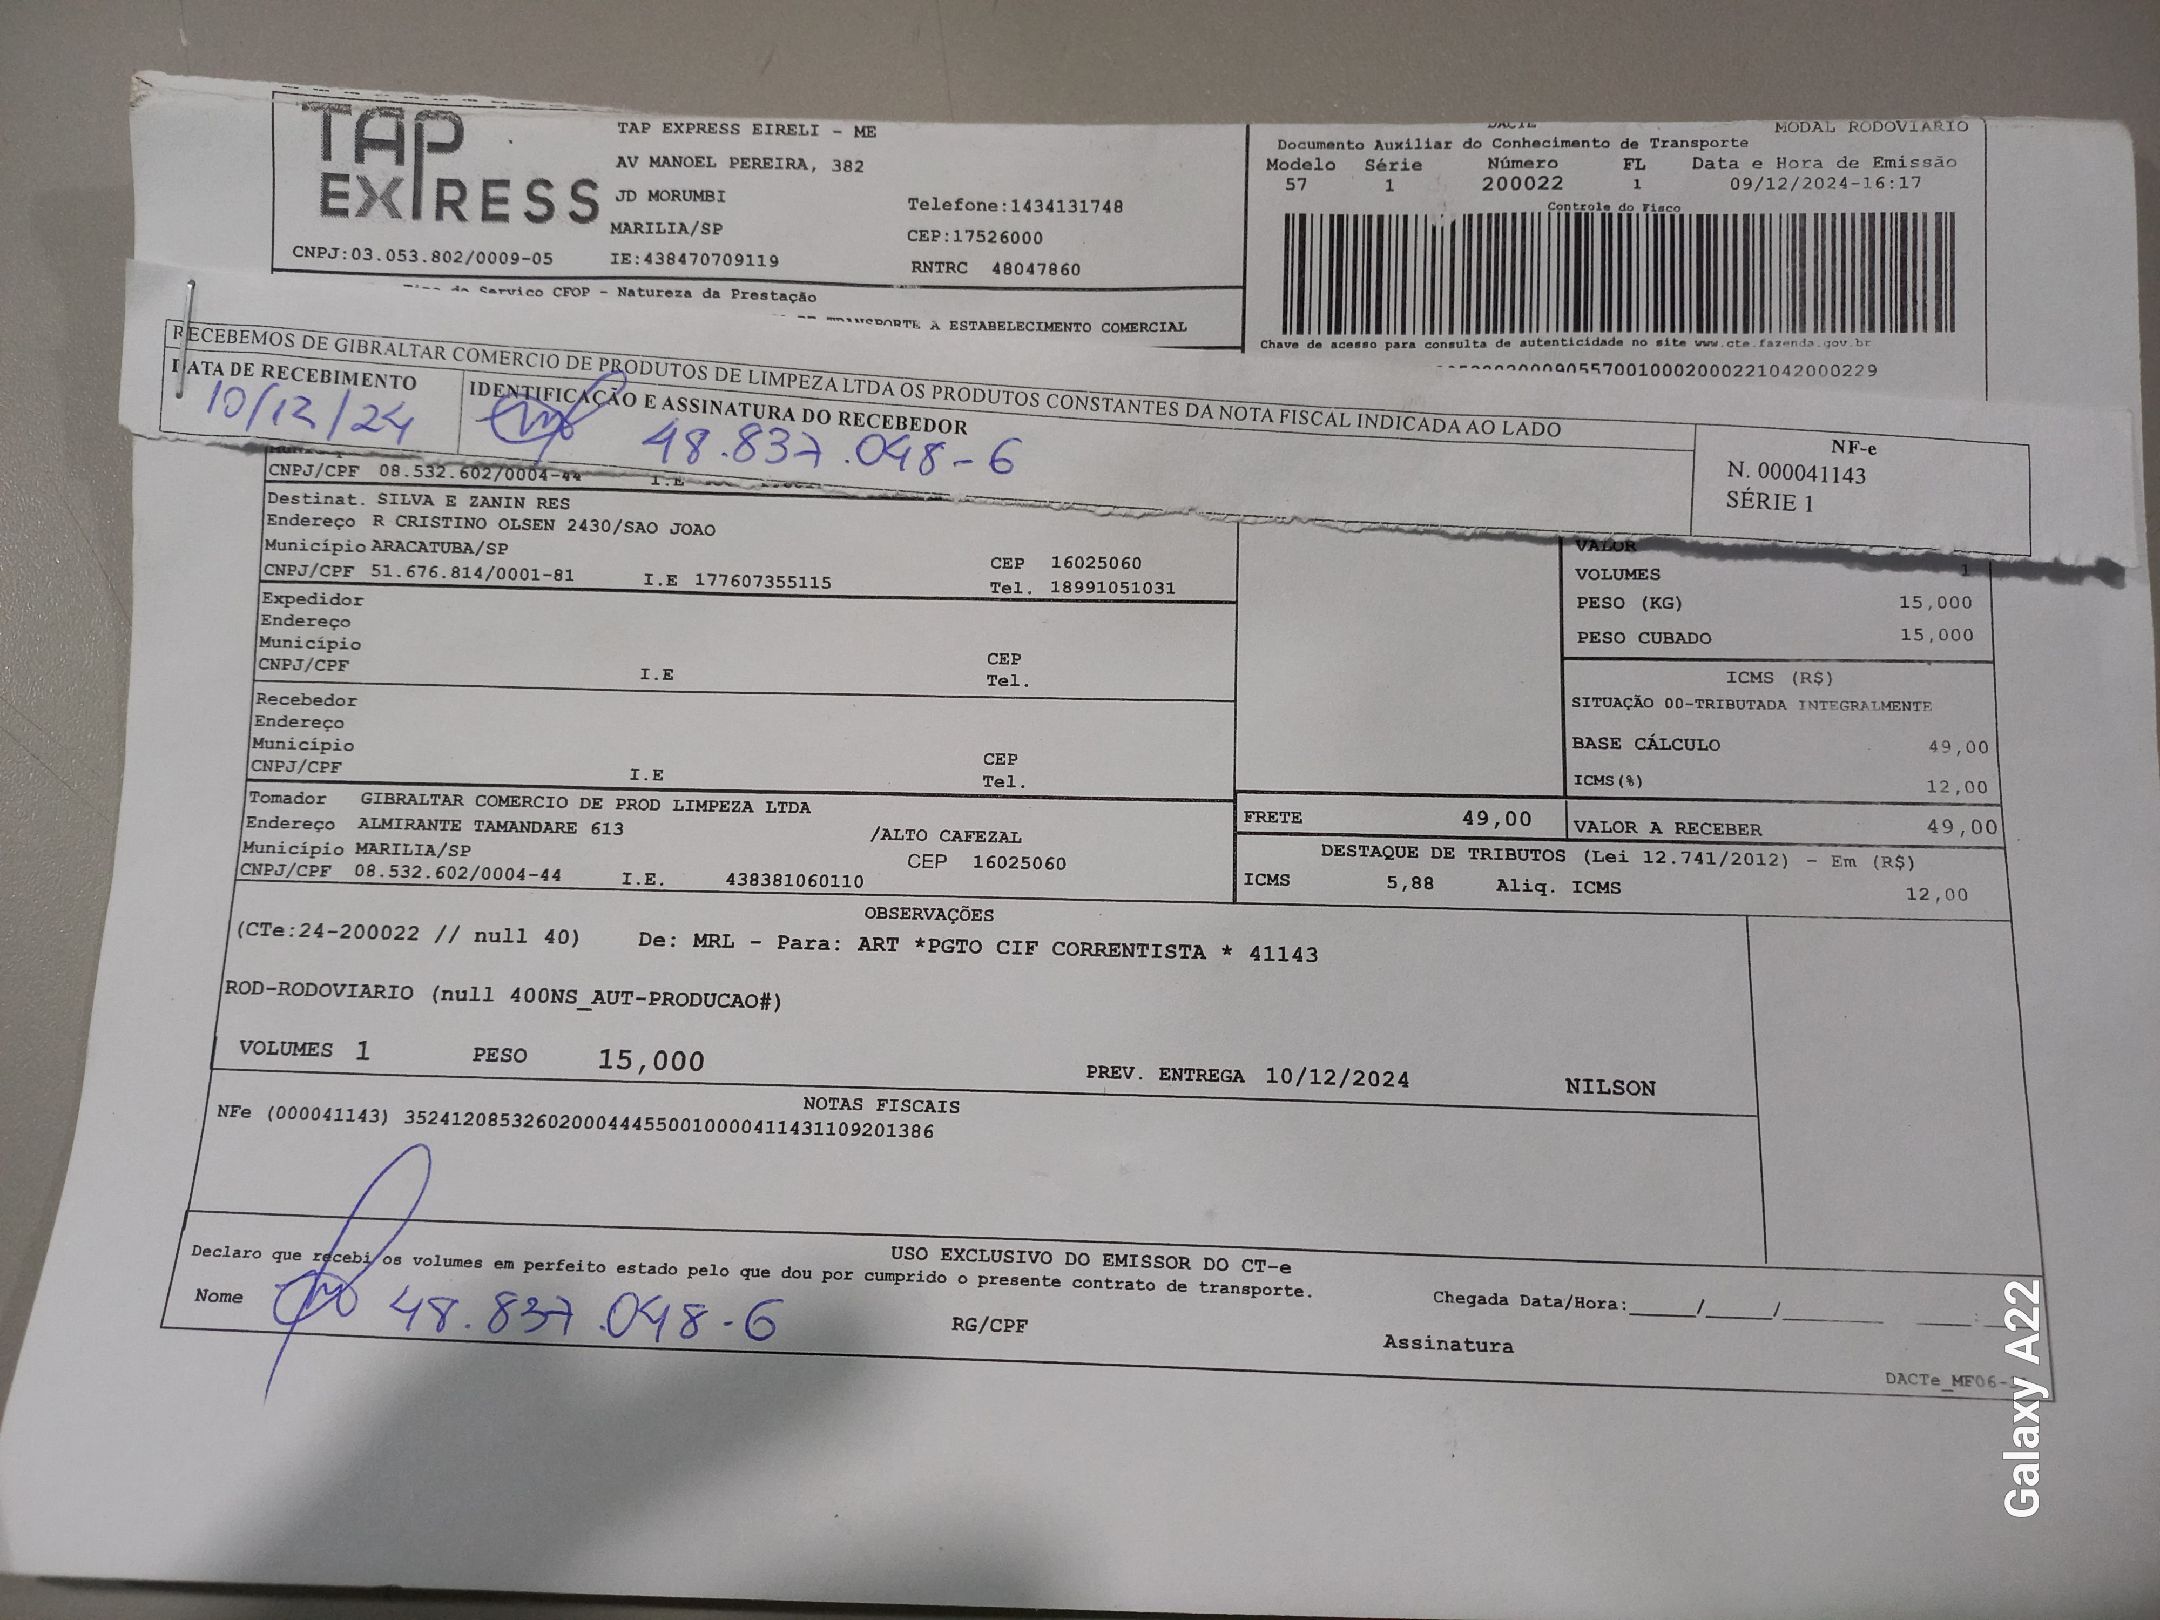 TAP
EXPRESS
TAP EXPRESS EIRELI - ME
AV MANOEL PEREIRA, 382
JD MORUMBI
MARILIA/SP
Telefone:1434131748
CEP:17526000
CNPJ:03.053.802/0009-05 IE:438470709119 RNTRC 48047860
DACTE MODAL RODOVIARIO
Documento Auxiliar do Conhecimento de Transporte
Modelo Série Número FL Data e Hora de Emissão
57 1 200022 1 09/12/2024-16:17
Controle do Fisco
Chave de acesso para consulta de autenticidade no site www.cte.fazenda.gov.br
0009055700100020002210420002 29
de Serviço CFOP - Natureza da Prestação
TRANSPORTE A ESTABELECIMENTO COMERCIAL
RECEBEMOS DE GIBRALTAR COMERCIO DE PRODUTOS DE LIMPEZA LTDA OS PRODUTOS CONSTANTES DA NOTA FISCAL INDICADA AO LADO
DATA DE RECEBIMENTO
10/12/24
IDENTIFICAÇÃO E ASSINATURA DO RECEBEDOR
48.837.048-6
NF-e
N. 000041143
SÉRIE 1
CNPJ/CPF 08.532.602/0004-44 I.E
Destinat. SILVA E ZANIN RES
Endereço R CRISTINO OLSEN 2430/SAO JOAO
Município ARACATUBA/SP CEP 16025060
CNPJ/CPF 51.676.814/0001-81 I.E 177607355115 Tel. 18991051031
Expedidor
Endereço
Município CEP
CNPJ/CPF I.E Tel.
Recebedor
Endereço
Município CEP
CNPJ/CPF I.E Tel.
Tomador GIBRALTAR COMERCIO DE PROD LIMPEZA LTDA
Endereço ALMIRANTE TAMANDARE 613 /ALTO CAFEZAL
Município MARILIA/SP CEP 16025060
CNPJ/CPF 08.532.602/0004-44 I.E. 438381060110
VALOR
VOLUMES 1
PESO (KG) 15,000
PESO CUBADO 15,000
ICMS (R$)
SITUAÇÃO 00-TRIBUTADA INTEGRALMENTE
BASE CÁLCULO 49,00
ICMS(%) 12,00
FRETE 49,00 VALOR A RECEBER 49,00
DESTAQUE DE TRIBUTOS (Lei 12.741/2012) - Em (R$)
ICMS 5,88 Aliq. ICMS 12,00
OBSERVAÇÕES
(CTe:24-200022 // null 40) De: MRL - Para: ART *PGTO CIF CORRENTISTA * 41143
ROD-RODOVIARIO (null 400NS_AUT-PRODUCAO#)
VOLUMES 1 PESO 15,000 PREV. ENTREGA 10/12/2024 NILSON
NOTAS FISCAIS
NFe (000041143) 35241208532602000444550010000411431109201386
USO EXCLUSIVO DO EMISSOR DO CT-e
Declaro que recebi os volumes em perfeito estado pelo que dou por cumprido o presente contrato de transporte.
Nome 48.837.048-6 RG/CPF Assinatura
Chegada Data/Hora:_____/_____/
DACTe_MF06-
Galaxy A22